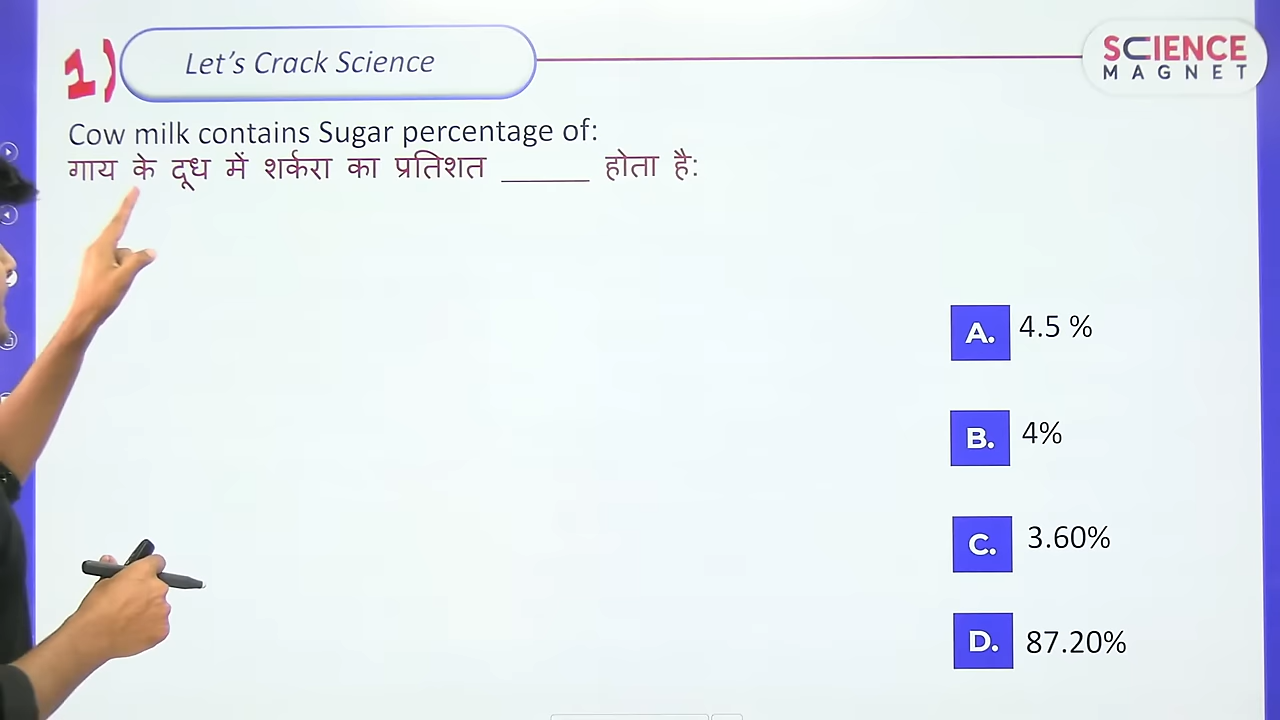 1)
Let's Crack Science
SCIENCE
MAGNET
Cow milk contains Sugar percentage of:
गाय के दूध में शर्करा का प्रतिशत ______ होता है:
A. 4.5 %
B. 4%
C. 3.60%
D. 87.20%